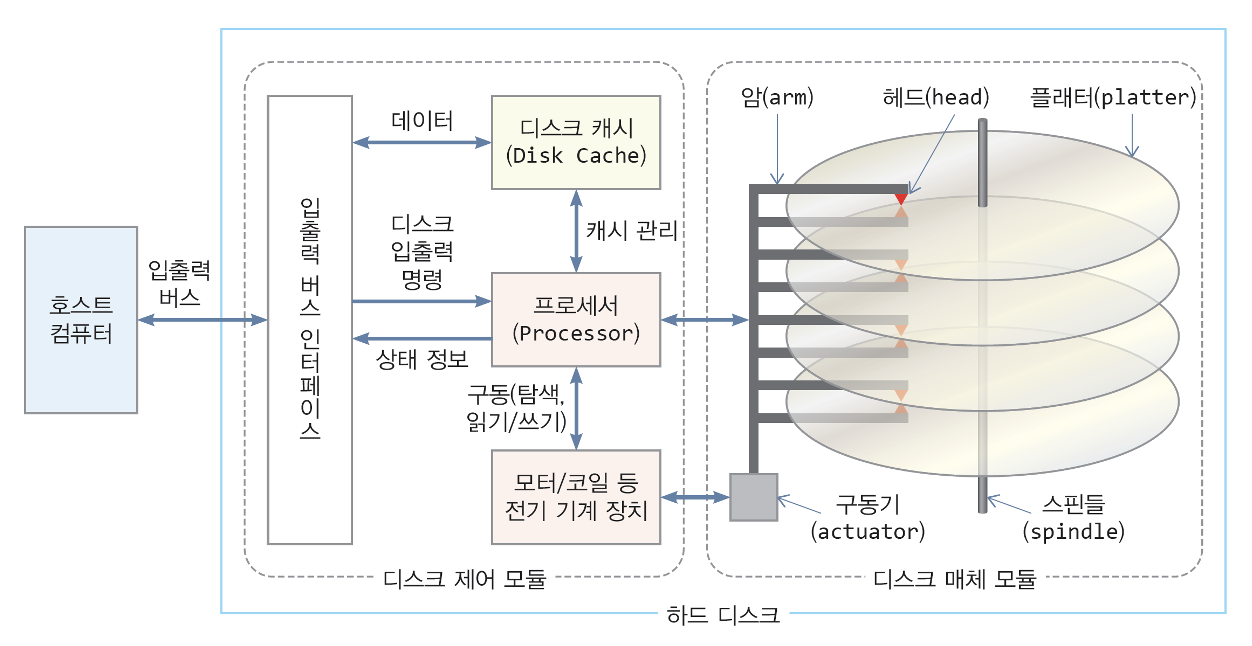 호스트
컴퓨터
입출력
버스
입출력 버스 인터페이스
데이터
디스크
입출력
명령
상태 정보
디스크 캐시
(Disk Cache)
캐시 관리
프로세서
(Processor)
구동(탐색,
읽기/쓰기)
모터/코일 등
전기 기계 장치
디스크 제어 모듈
암(arm)
헤드(head)
플래터(platter)
구동기
(actuator)
스핀들
(spindle)
디스크 매체 모듈
하드 디스크